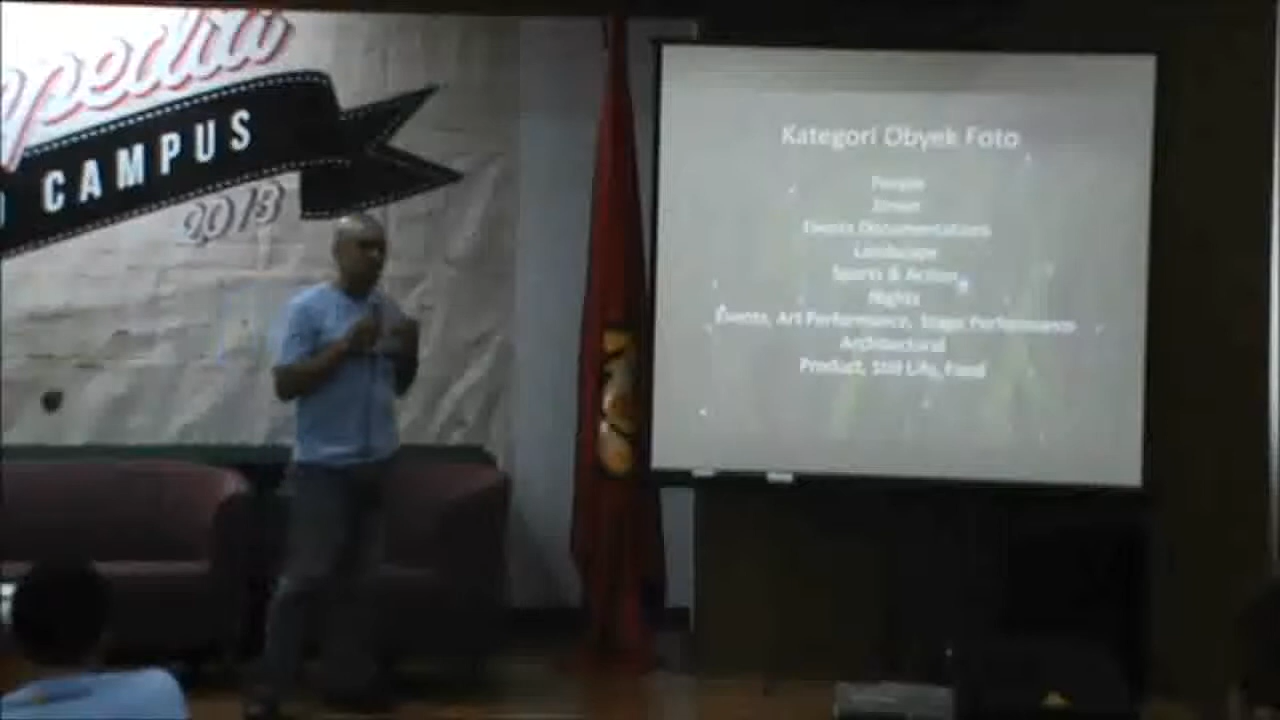 pedia
CAMPUS
2013
Kategori Obyek Foto
People
Street
Events Documentations
Landscape
Sports & Action
Nights
Events, Art Performance, Stage Performance
Architectural
Product, Still Life, Food